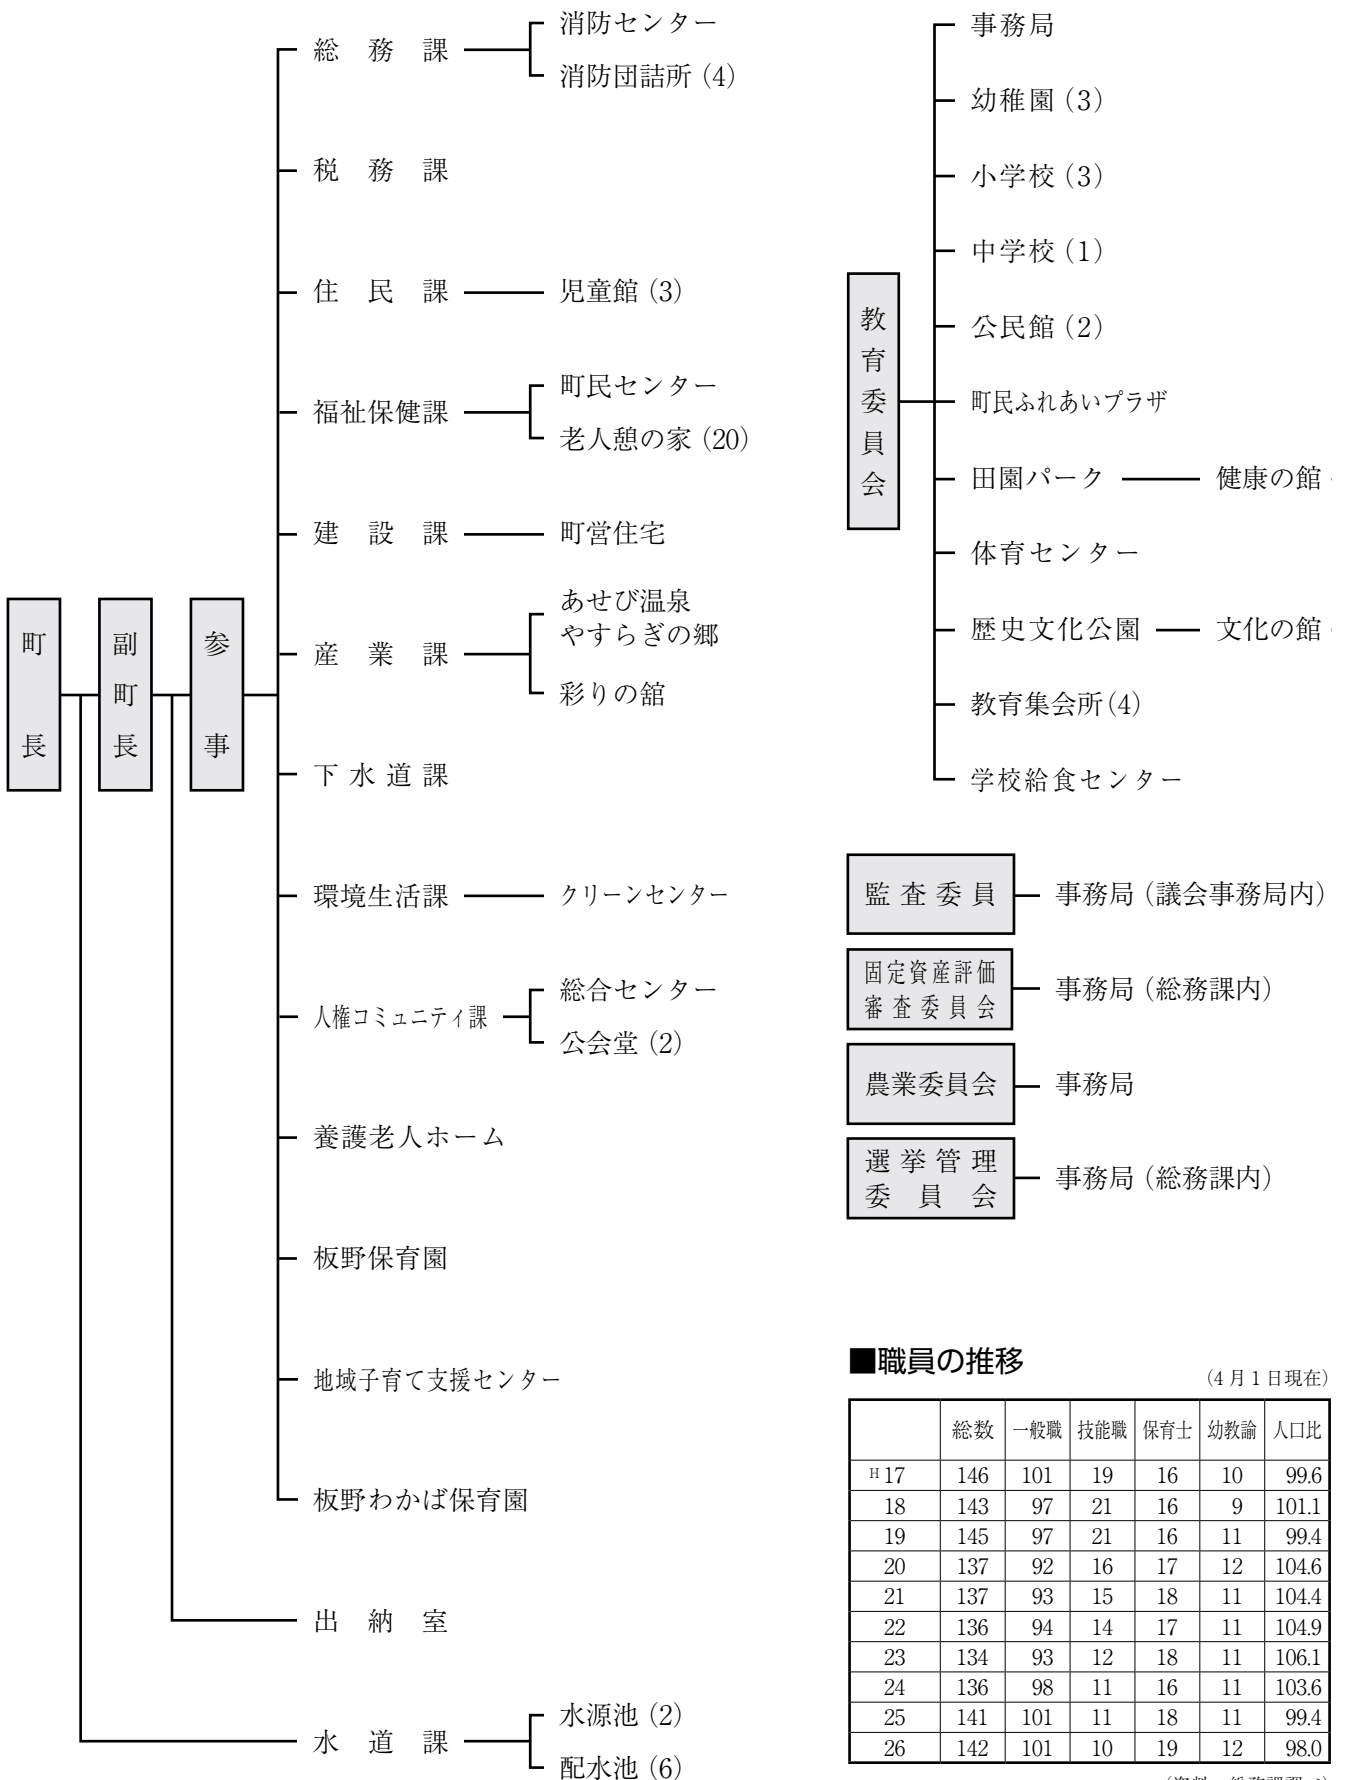 町長
副町長
参事
総務課
消防センター
消防団詰所（4）
税務課
住民課
児童館（3）
福祉保健課
町民センター
老人憩の家（20）
建設課
町営住宅
産業課
あせび温泉
やすらぎの郷
彩りの舘
下水道課
環境生活課
クリーンセンター
人権コミュニティ課
総合センター
公会堂（2）
養護老人ホーム
板野保育園
地域子育て支援センター
板野わかば保育園
出納室
水道課
水源池（2）
配水池（6）
教育委員会
事務局
幼稚園（3）
小学校（3）
中学校（1）
公民館（2）
町民ふれあいプラザ
田園パーク 健康の館
体育センター
歴史文化公園 文化の館
教育集会所（4）
学校給食センター
監査委員 事務局（議会事務局内）
固定資産評価
審査委員会
事務局（総務課内）
農業委員会 事務局
選挙管理
委員会
事務局（総務課内）
■職員の推移
（4月1日現在）
総数 一般職 技能職 保育士 幼教諭 人口比
H17 146 101 19 16 10 99.6
18 143 97 21 16 9 101.1
19 145 97 21 16 11 99.4
20 137 92 16 17 12 104.6
21 137 93 15 18 11 104.4
22 136 94 14 17 11 104.9
23 134 93 12 18 11 106.1
24 136 98 11 16 11 103.6
25 141 101 11 18 11 99.4
26 142 101 10 19 12 98.0